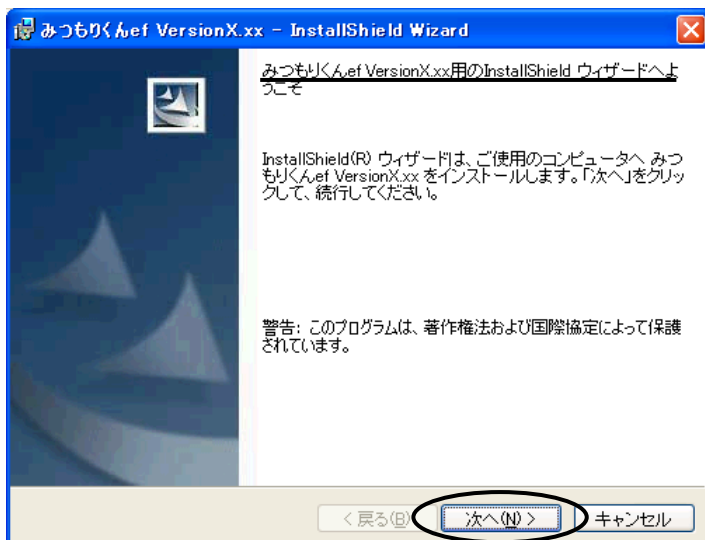 みつもりくんef VersionX.xx - InstallShield Wizard
みつもりくんef VersionX.xx用のInstallShield ウィザードへよ
うこそ
InstallShield(R) ウィザードは、ご使用のコンピュータへ みつ
もりくんef VersionX.xx をインストールします。「次へ」をクリッ
クして、続行してください。
警告: このプログラムは、著作権法および国際協定によって保護
されています。
< 戻る(B)
次へ(N) >
キャンセル